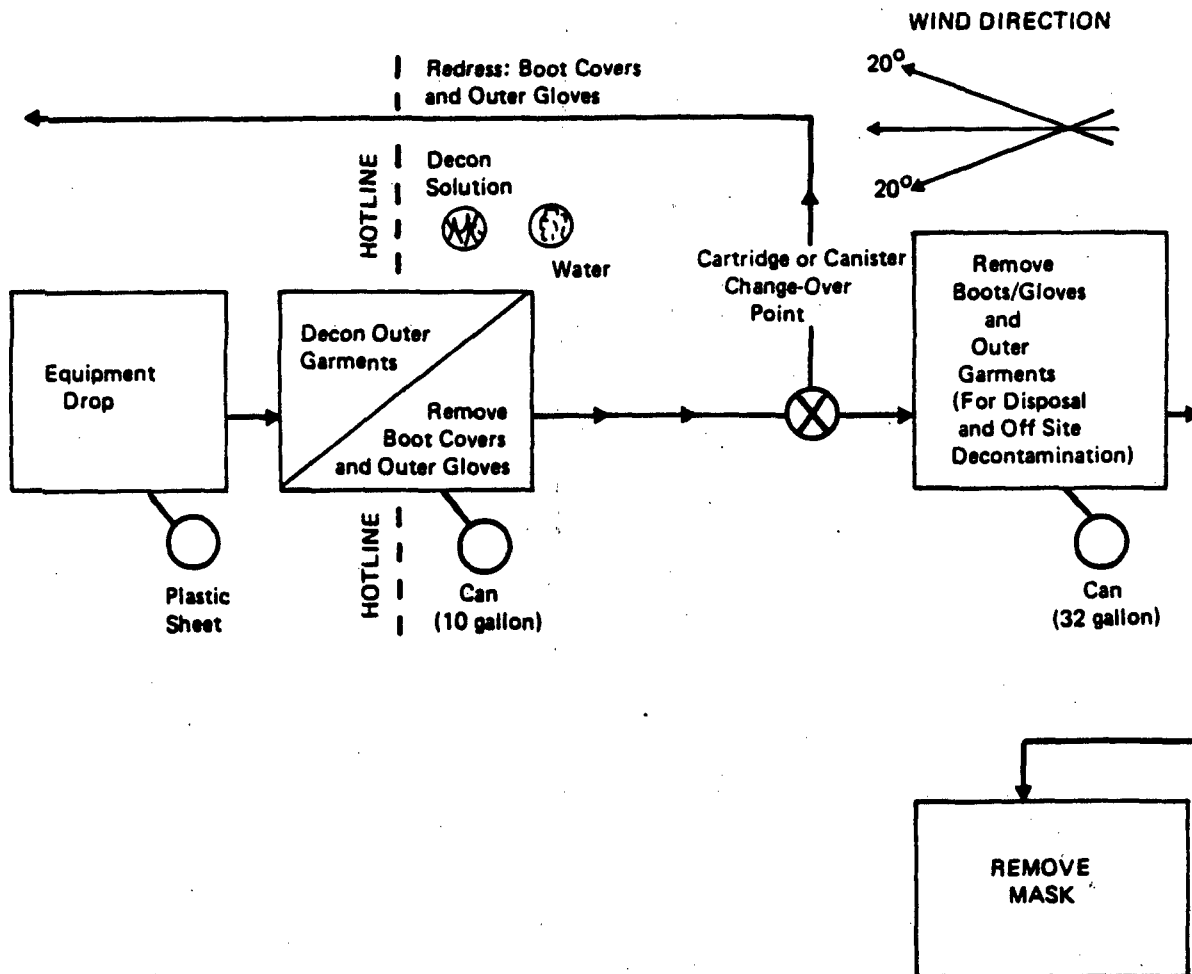 WIND DIRECTION
20°
20°
Redress: Boot Covers
and Outer Gloves
HOTLINE
Decon
Solution
Water
Cartridge or Canister
Change-Over
Point
Remove
Boots/Gloves
and
Outer
Garments
(For Disposal
and Off Site
Decontamination)
Equipment
Drop
Decon Outer
Garments
Remove
Boot Covers
and Outer Gloves
HOTLINE
Plastic
Sheet
Can
(10 gallon)
Can
(32 gallon)
REMOVE
MASK